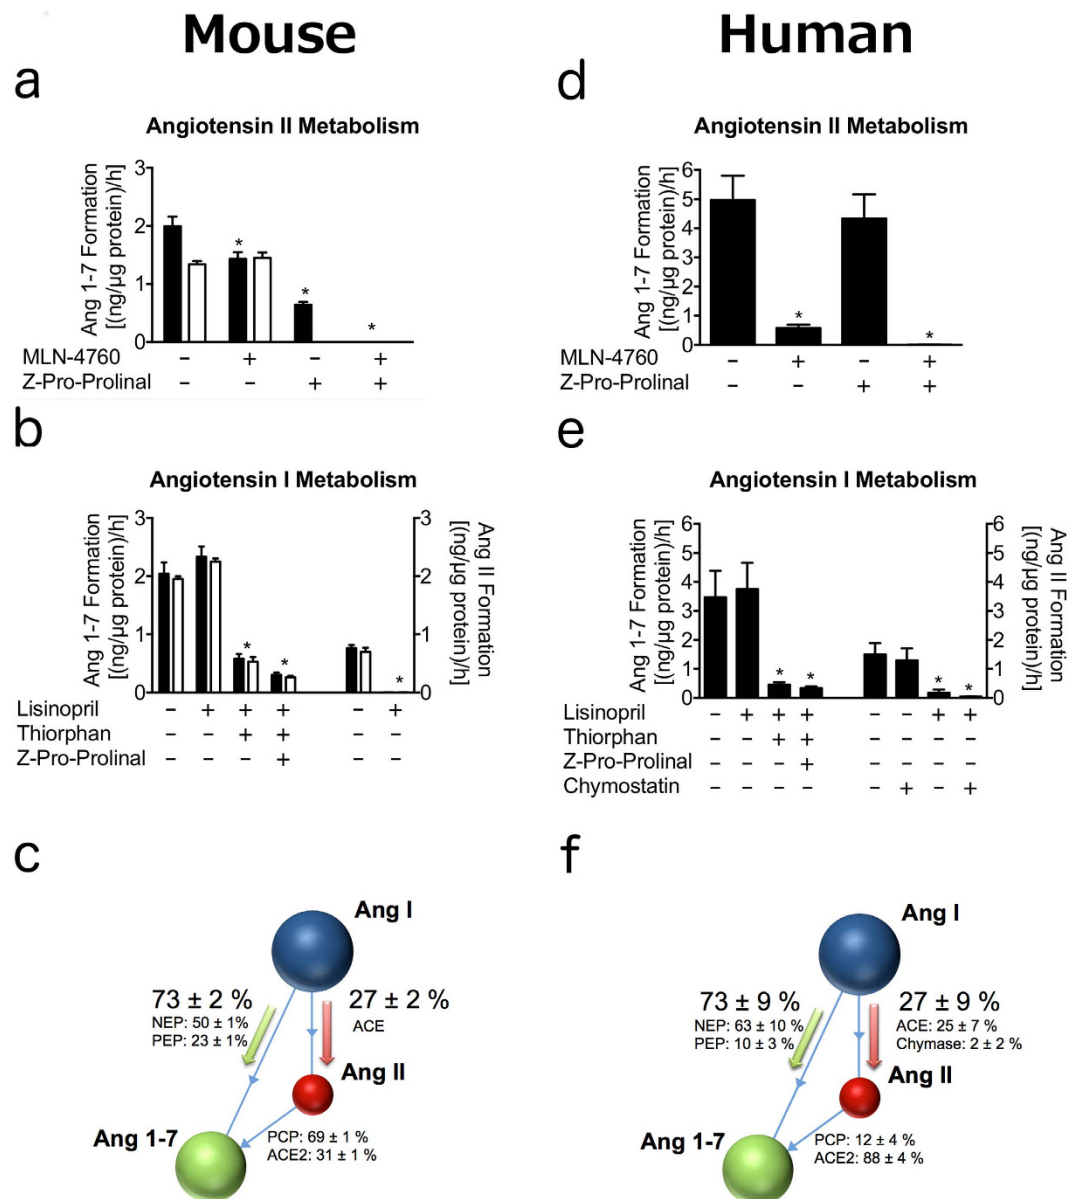 Mouse
Human
a
Angiotensin II Metabolism
Ang 1-7 Formation
[(ng/µg protein)/h]
3
2
1
0
*
*
*
MLN-4760 − + − +
Z-Pro-Prolinal − − + +
d
Angiotensin II Metabolism
Ang 1-7 Formation
[(ng/µg protein)/h]
6
5
4
3
2
1
0
*
*
MLN-4760 − + − +
Z-Pro-Prolinal − − + +
b
Angiotensin I Metabolism
Ang 1-7 Formation
[(ng/µg protein)/h]
3
2
1
0
*
*
*
3
2
1
0
Ang II Formation
[(ng/µg protein)/h]
Lisinopril − + + + − +
Thiorphan − − + + − −
Z-Pro-Prolinal − − − + − −
e
Angiotensin I Metabolism
Ang 1-7 Formation
[(ng/µg protein)/h]
6
5
4
3
2
1
0
*
*
*
*
6
5
4
3
2
1
0
Ang II Formation
[(ng/µg protein)/h]
Lisinopril − + + + − − + +
Thiorphan − − + + − − − −
Z-Pro-Prolinal − − − + − − − −
Chymostatin − − − − − + − +
c
Ang I
73 ± 2 %
NEP: 50 ± 1%
PEP: 23 ± 1%
27 ± 2 %
ACE
Ang II
Ang 1-7
PCP: 69 ± 1 %
ACE2: 31 ± 1 %
f
Ang I
73 ± 9 %
NEP: 63 ± 10 %
PEP: 10 ± 3 %
27 ± 9 %
ACE: 25 ± 7 %
Chymase: 2 ± 2 %
Ang II
Ang 1-7
PCP: 12 ± 4 %
ACE2: 88 ± 4 %